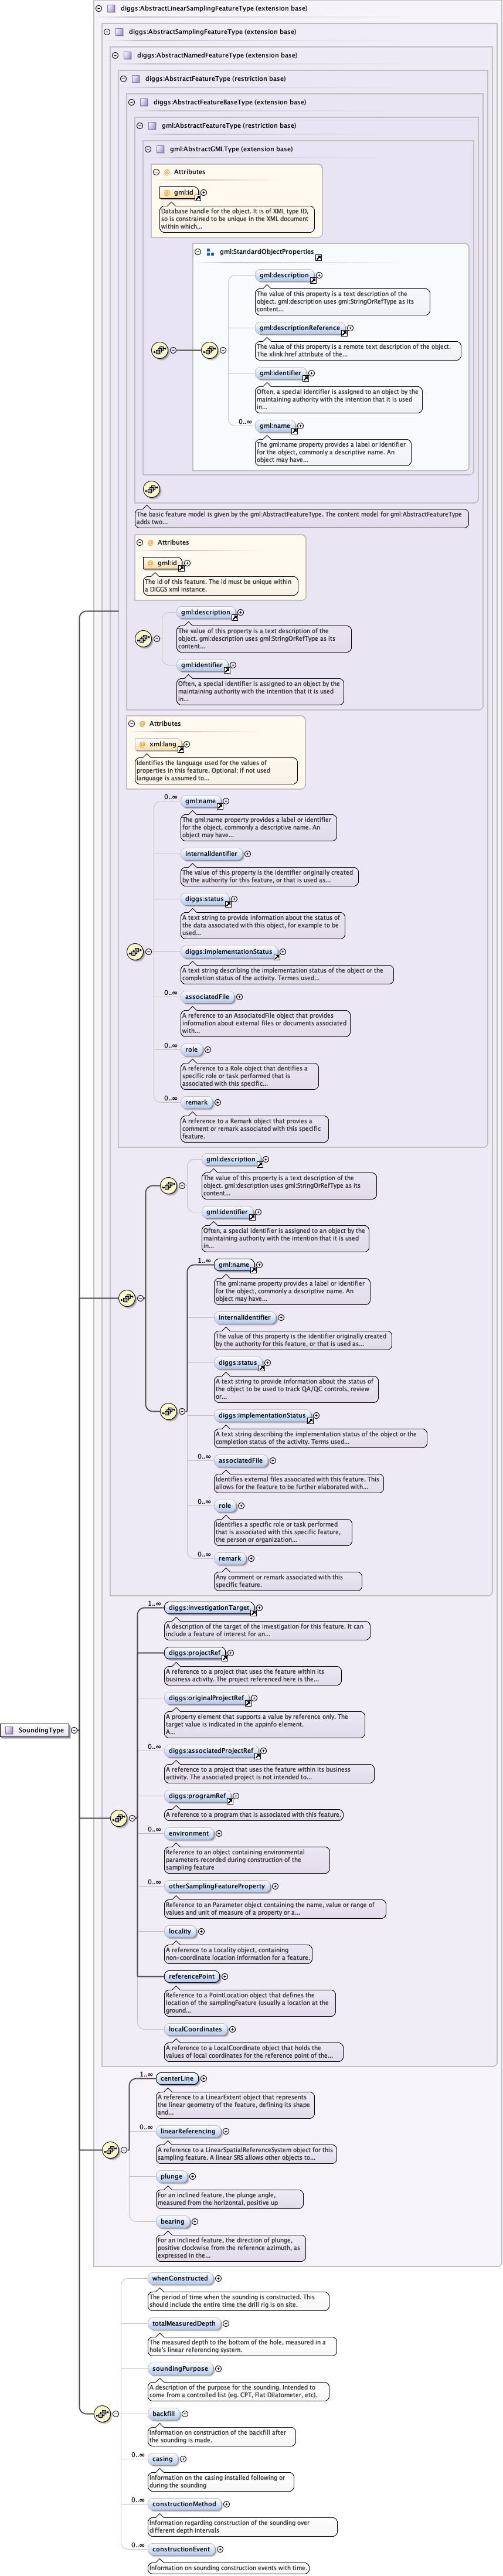 diggs:AbstractLinearSamplingFeatureType (extension base)
diggs:AbstractSamplingFeatureType (extension base)
diggs:AbstractNamedFeatureType (extension base)
diggs:AbstractFeatureType (restriction base)
diggs:AbstractFeatureBaseType (extension base)
gml:AbstractFeatureType (restriction base)
gml:AbstractGMLType (extension base)
Attributes
gml:id
Database handle for the object. It is of XML type ID,
so is constrained to be unique in the XML document
within which...
gml:StandardObjectProperties
gml:description
The value of this property is a text description of the
object. gml:description uses gml:StringOrRefType as its
content...
gml:descriptionReference
The value of this property is a remote text description of the object.
The xlink:href attribute of the...
gml:identifier
Often, a special identifier is assigned to an object by the
maintaining authority with the intention that it is used
in...
0..∞
gml:name
The gml:name property provides a label or identifier
for the object, commonly a descriptive name. An
object may have...
The basic feature model is given by the gml:AbstractFeatureType. The content model for gml:AbstractFeatureType
adds two...
Attributes
gml:id
The id of this feature. The id must be unique within
a DIGGS xml instance.
gml:description
The value of this property is a text description of the
object. gml:description uses gml:StringOrRefType as its
content...
gml:identifier
Often, a special identifier is assigned to an object by the
maintaining authority with the intention that it is used
in...
Attributes
xml:lang
Identifies the language used for the values of
properties in this feature. Optional; if not used
language is assumed to...
0..∞
gml:name
The gml:name property provides a label or identifier
for the object, commonly a descriptive name. An
object may have...
internalIdentifier
The value of this property is the identifier originally created
by the authority for this feature, or that is used as...
diggs:status
A text string to provide information about the status of
the data associated with this object, for example to be
used...
diggs:implementationStatus
A text string describing the implementation status of the object or the
completion status of the activity. Termes used...
0..∞
associatedFile
A reference to an AssociatedFile object that provides
information about external files or documents associated
with...
0..∞
role
A reference to a Role object that dentifies a
specific role or task performed that is
associated with this specific...
0..∞
remark
A reference to a Remark object that provies a
comment or remark associated with this specific
feature.
gml:description
The value of this property is a text description of the
object. gml:description uses gml:StringOrRefType as its
content...
gml:identifier
Often, a special identifier is assigned to an object by the
maintaining authority with the intention that it is used
in...
1..∞
gml:name
The gml:name property provides a label or identifier
for the object, commonly a descriptive name. An
object may have...
internalIdentifier
The value of this property is the identifier originally created
by the authority for this feature, or that is used as...
diggs:status
A text string to provide information about the status of
the object to be used to track QA/QC controls, review
or...
diggs:implementationStatus
A text string describing the implementation status of the object or the
completion status of the activity. Terms used...
0..∞
associatedFile
Identifies external files associated with this feature. This
allows for the feature to be further elaborated with...
0..∞
role
Identifies a specific role or task performed
that is associated with this specific feature,
the person or organization...
0..∞
remark
Any comment or remark associated with this
specific feature.
1..∞
diggs:investigationTarget
A description of the target of the investigation for this feature. It can
include a feature of interest for an...
diggs:projectRef
A reference to a project that uses the feature within its
business activity. The project referenced here is the...
diggs:originalProjectRef
A property element that supports a value by reference only. The
target value is indicated in the appinfo element.
A...
0..∞
diggs:associatedProjectRef
A reference to a project that uses the feature within its business
activity. The associated project is not intended to...
0..∞
diggs:programRef
A reference to a program that is associated with this feature.
0..∞
environment
Reference to an object containing environmental
parameters recorded during construction of the
sampling feature
0..∞
otherSamplingFeatureProperty
Reference to an Parameter object containing the name, value or range of
values and unit of measure of a property or a...
locality
A reference to a Locality object, containing
non-coordinate location information for a feature.
referencePoint
Reference to a PointLocation object that defines the
location of the samplingFeature (usually a location at the
ground...
localCoordinates
A reference to a LocalCoordinate object that holds the
values of local coordinates for the reference point of the...
SoundingType
1..∞
centerLine
A reference to a LinearExtent object that represents
the linear geometry of the feature, defining its shape
and...
0..∞
linearReferencing
A reference to a LinearSpatialReferenceSystem object for this
sampling feature. A linear SRS allows other objects to...
plunge
For an inclined feature, the plunge angle,
measured from the horizontal, positive up
bearing
For an inclined feature, the direction of plunge,
positive clockwise from the reference azimuth, as
expressed in the...
whenConstructed
The period of time when the sounding is constructed. This
should include the entire time the drill rig is on site.
totalMeasuredDepth
The measured depth to the bottom of the hole, measured in a
hole's linear referencing system.
soundingPurpose
A description of the purpose for the sounding. Intended to
come from a controlled list (eg. CPT, Flat Dilatometer, etc).
backfill
Information on construction of the backfill after
the sounding is made.
0..∞
casing
Information on the casing installed following or
during the sounding
0..∞
constructionMethod
Information regarding construction of the sounding over
different depth intervals
0..∞
constructionEvent
Information on sounding construction events with time.